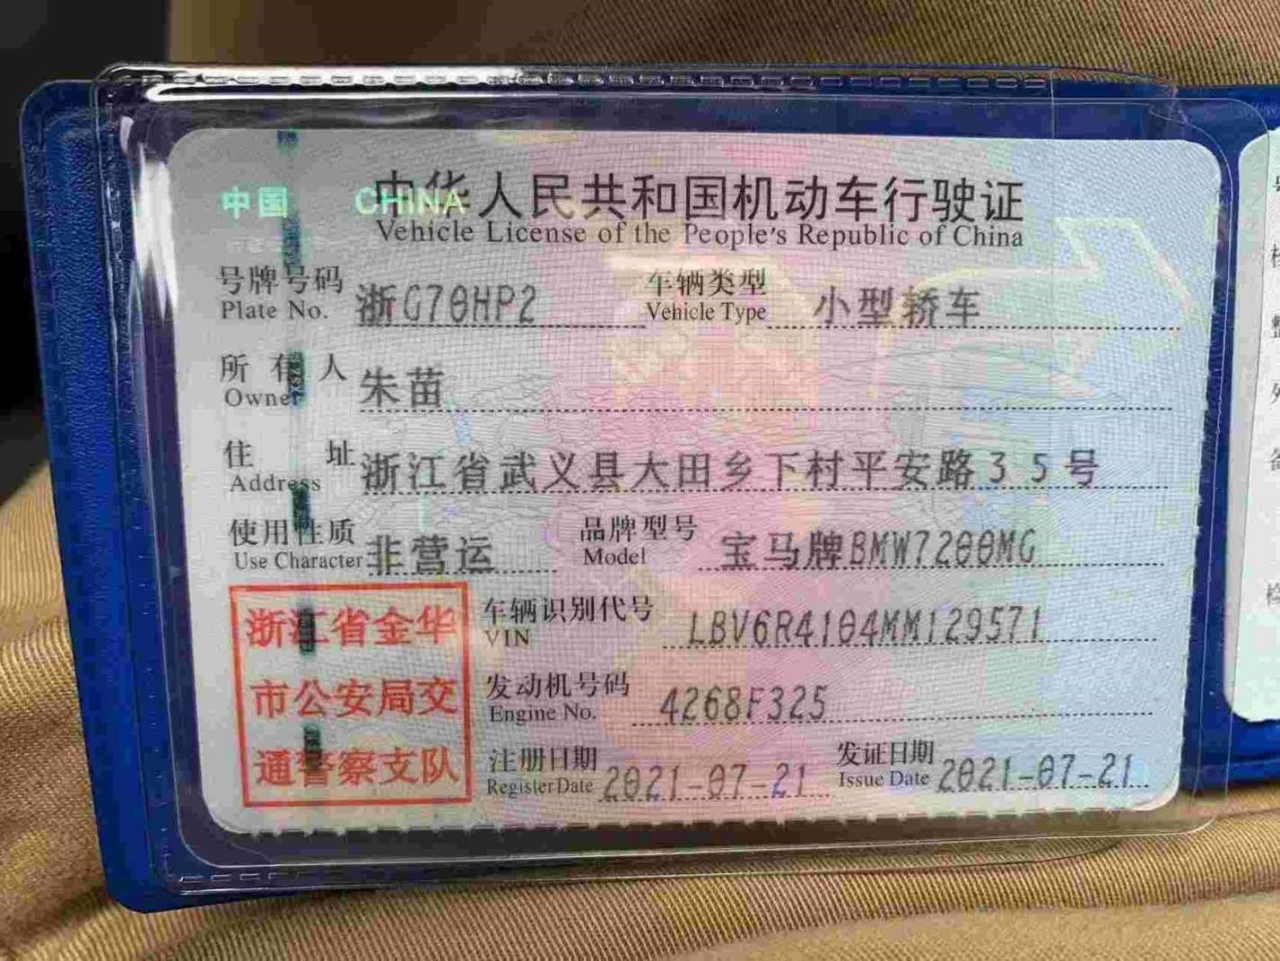 中国 CHINA
中华人民共和国机动车行驶证
Vehicle License of the People's Republic of China
号牌号码 浙G70HP2 车辆类型 小型轿车
Plate No. Vehicle Type
所有人 朱苗
Owner
住址 浙江省武义县大田乡下村平安路35号
Address
使用性质 非营运 品牌型号 宝马牌BMW7200MG
Use Character Model
浙江省金华
市公安局交
通警察支队
车辆识别代号 LBV6R4104MM129571
VIN
发动机号码 4268F325
Engine No.
注册日期 2021-07-21 发证日期 2021-07-21
Register Date Issue Date